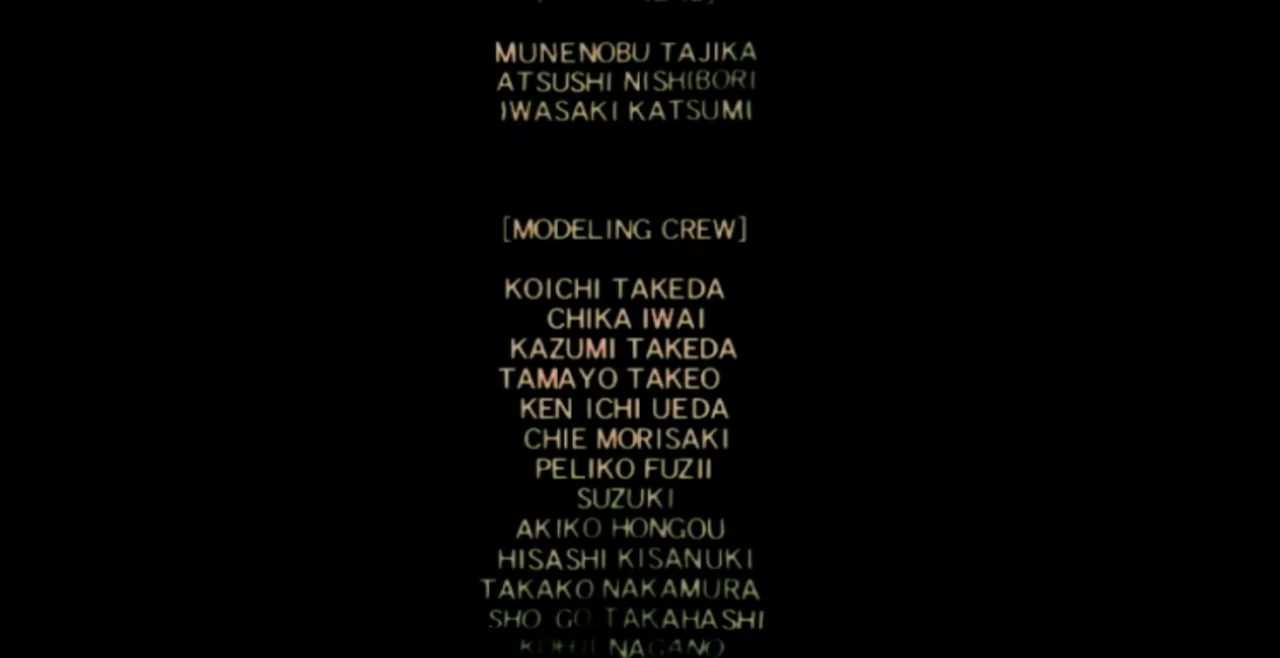 MUNENOBU TAJIKA
ATSUSHI NISHIBORI
IWASAKI KATSUMI
[MODELING CREW]
KOICHI TAKEDA
CHIKA IWAI
KAZUMI TAKEDA
TAMAYO TAKEO
KEN ICHI UEDA
CHIE MORISAKI
PELIKO FUZII
SUZUKI
AKIKO HONGOU
HISASHI KISANUKI
TAKAKO NAKAMURA
SHO GO TAKAHASHI
NAGANO